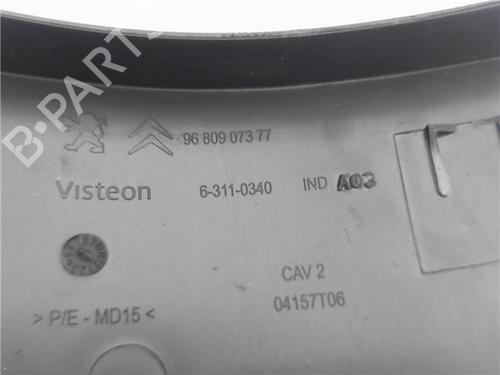 96 809 073 77
Visteon 6-311-0340 IND A03
CAV 2
04157T06
> P/E - MD15 <
B-PARTS